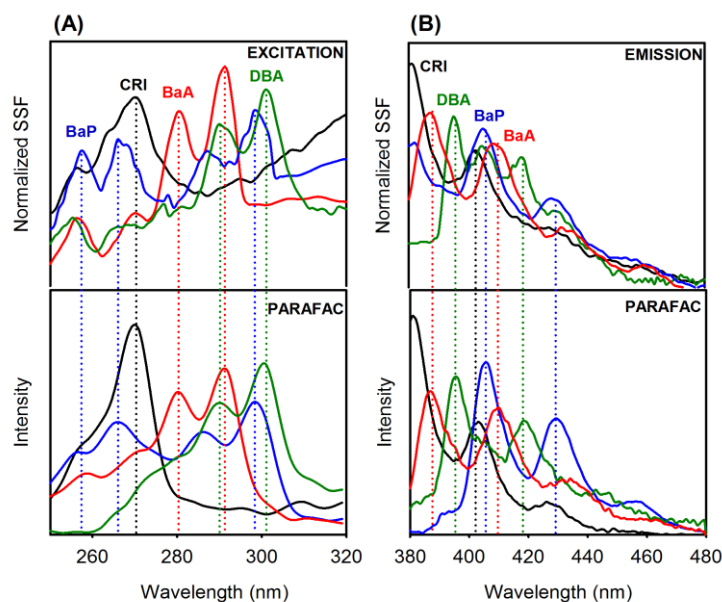 (A)
(B)
EXCITATION
EMISSION
CRI
BaP
BaA
DBA
CRI
DBA
BaP
BaA
Normalized SSF
Normalized SSF
PARAFAC
PARAFAC
Intensity
Intensity
260 280 300 320
380 400 420 440 460 480
Wavelength (nm)
Wavelength (nm)